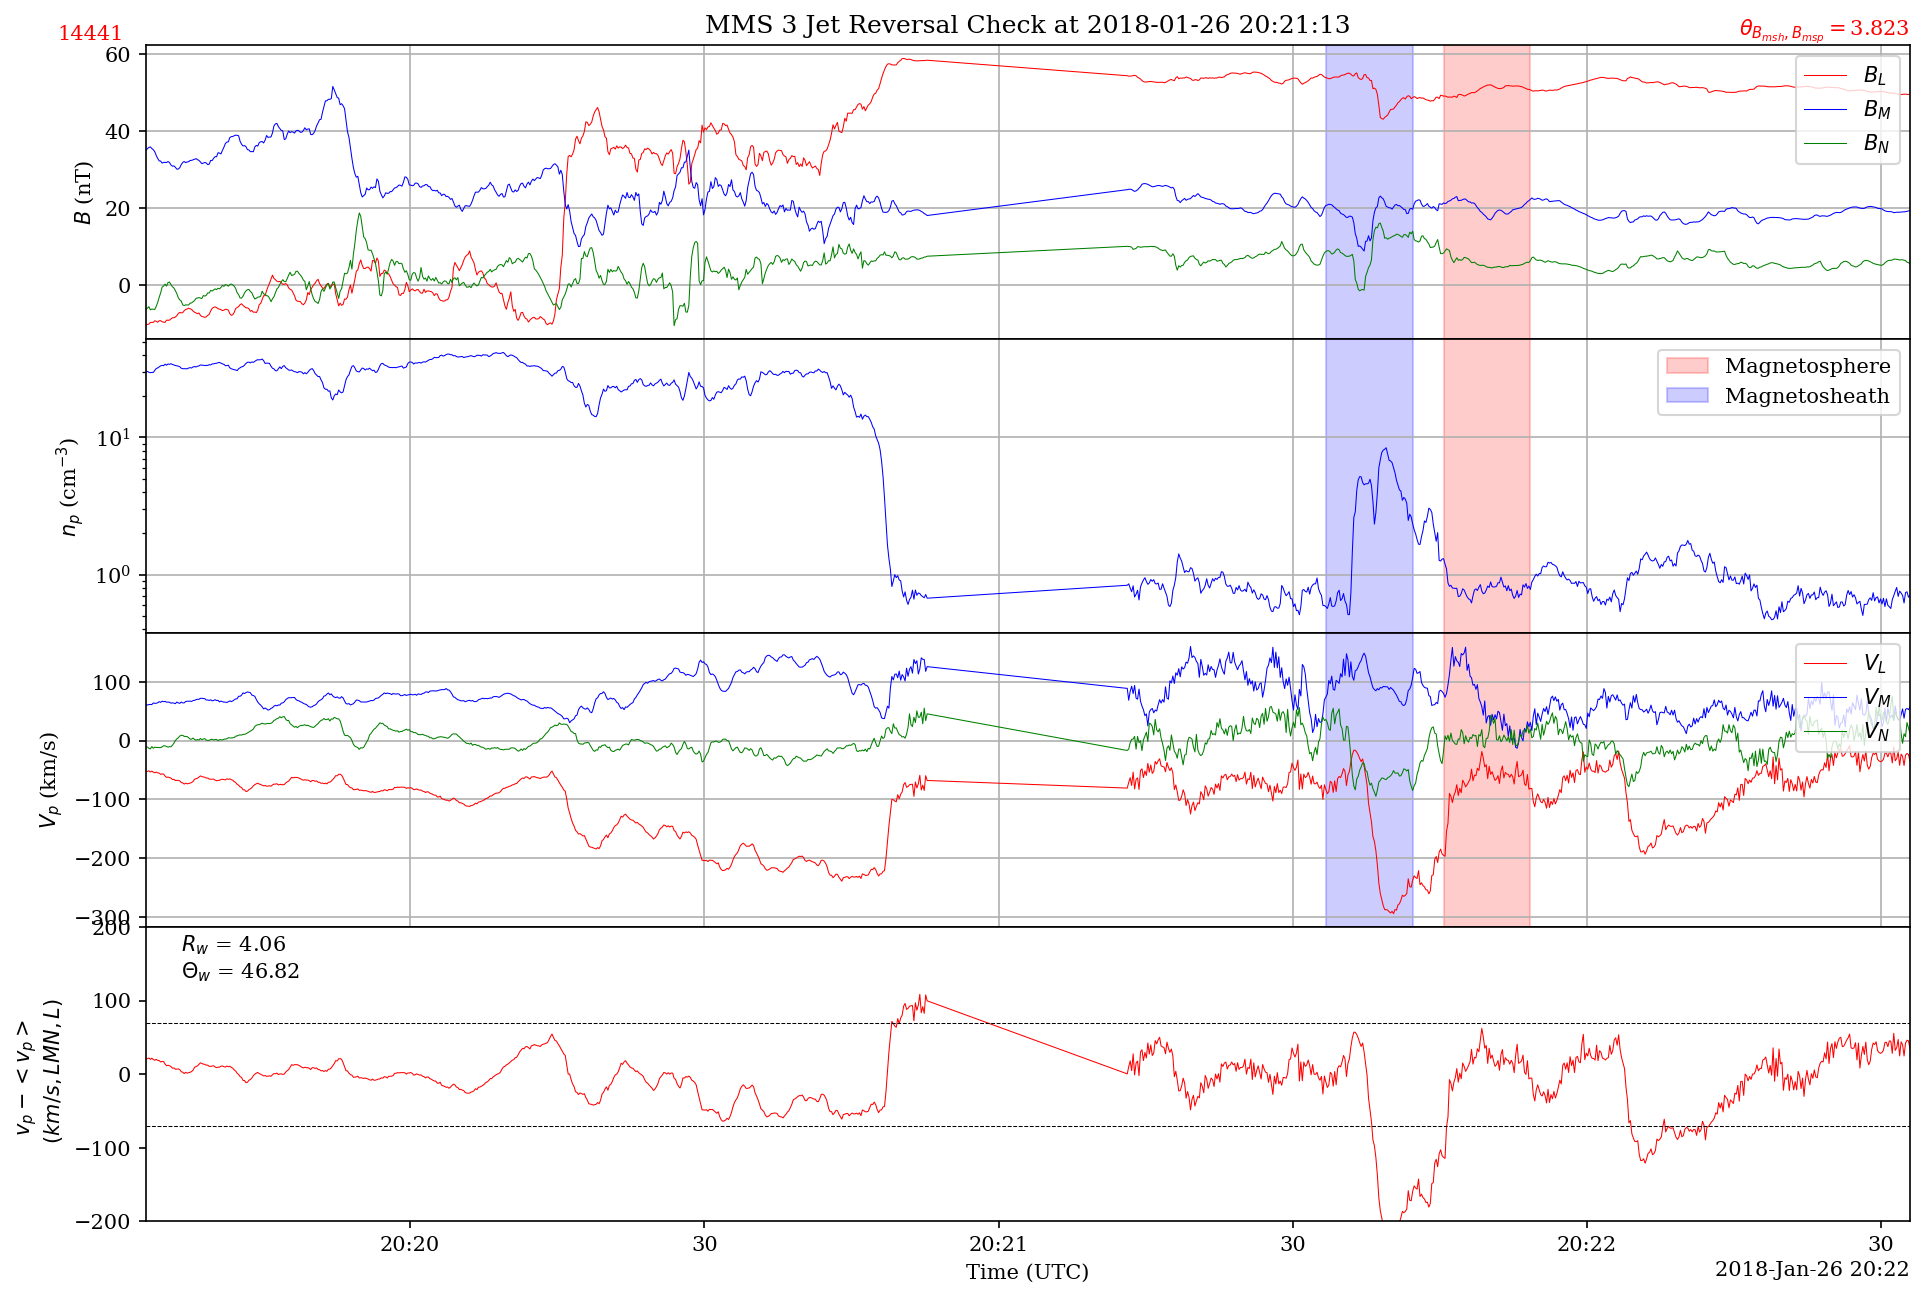 MMS 3 Jet Reversal Check at 2018-01-26 20:21:13
14441
θ_{B_{msh}, B_{msp}} = 3.823
60
40
20
0
B (nT)
B_L
B_M
B_N
10^1
10^0
n_p (cm^{−3})
Magnetosphere
Magnetosheath
100
0
−100
−200
−300
V_p (km/s)
V_L
V_M
V_N
200
100
0
−100
−200
v_p − < v_p >
(km/s, LMN, L)
R_w = 4.06
Θ_w = 46.82
20:20
30
20:21
30
20:22
30
Time (UTC)
2018-Jan-26 20:22